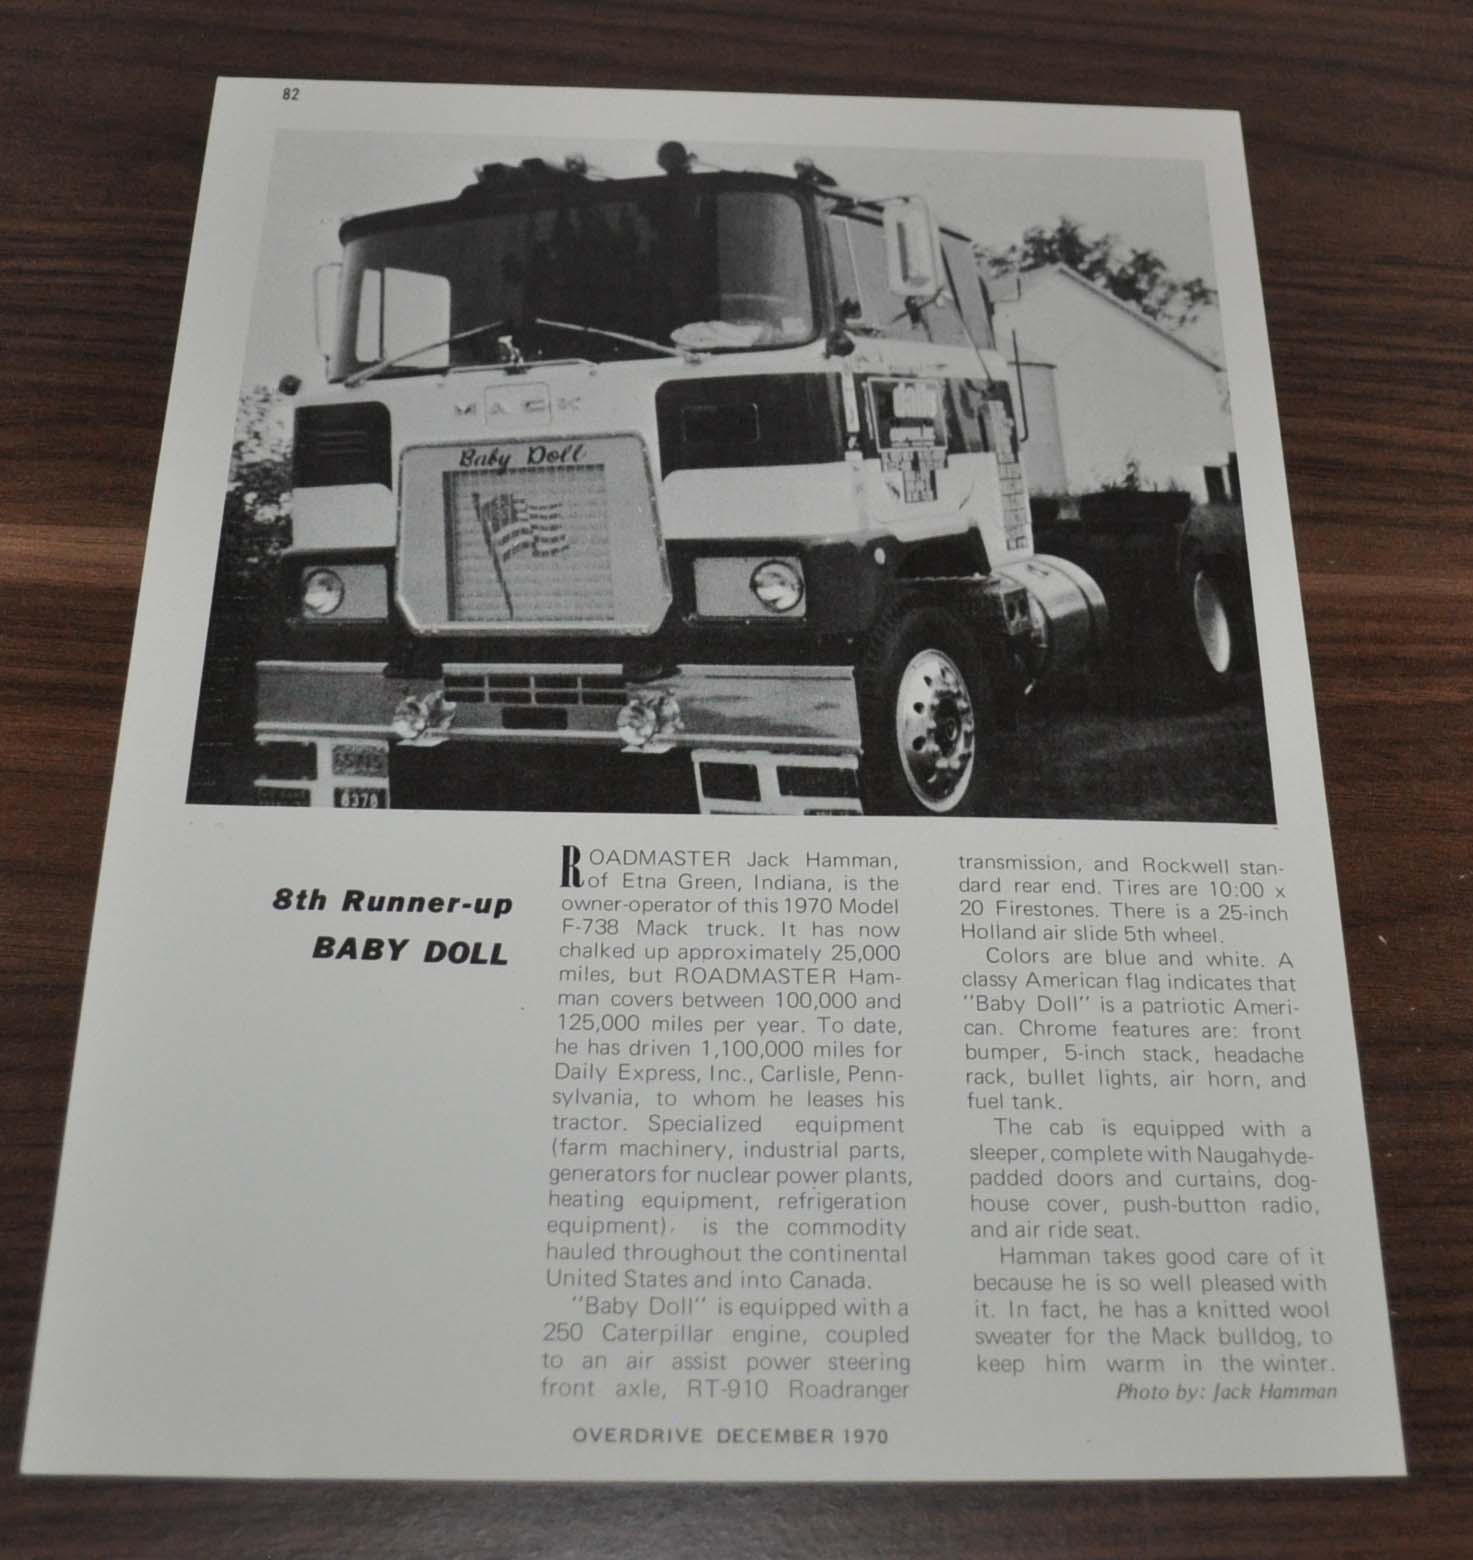 82
MACK
Baby Doll
6378
8th Runner-up
BABY DOLL
ROADMASTER Jack Hamman,
of Etna Green, Indiana, is the
owner-operator of this 1970 Model
F-738 Mack truck. It has now
chalked up approximately 25,000
miles, but ROADMASTER Ham-
man covers between 100,000 and
125,000 miles per year. To date,
he has driven 1,100,000 miles for
Daily Express, Inc., Carlisle, Penn-
sylvania, to whom he leases his
tractor. Specialized equipment
(farm machinery, industrial parts,
generators for nuclear power plants,
heating equipment, refrigeration
equipment), is the commodity
hauled throughout the continental
United States and into Canada.
"Baby Doll" is equipped with a
250 Caterpillar engine, coupled
to an air assist power steering
front axle, RT-910 Roadranger
transmission, and Rockwell stan-
dard rear end. Tires are 10:00 x
20 Firestones. There is a 25-inch
Holland air slide 5th wheel.
Colors are blue and white. A
classy American flag indicates that
"Baby Doll" is a patriotic Ameri-
can. Chrome features are: front
bumper, 5-inch stack, headache
rack, bullet lights, air horn, and
fuel tank.
The cab is equipped with a
sleeper, complete with Naugahyde-
padded doors and curtains, dog-
house cover, push-button radio,
and air ride seat.
Hamman takes good care of it
because he is so well pleased with
it. In fact, he has a knitted wool
sweater for the Mack bulldog, to
keep him warm in the winter.
Photo by: Jack Hamman
OVERDRIVE DECEMBER 1970